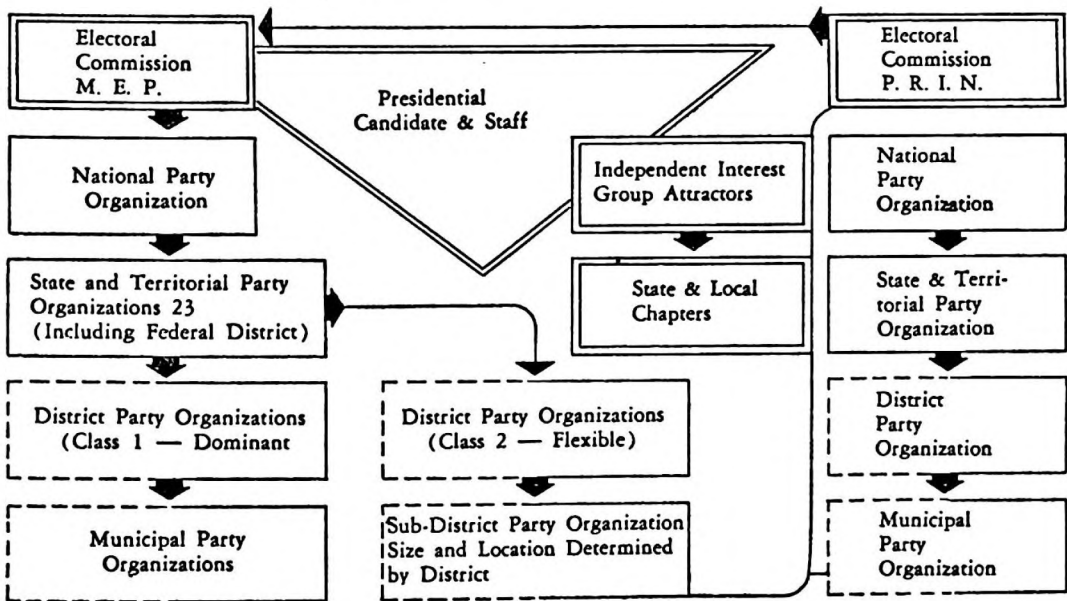 Electoral
Commission
M. E. P.
Presidential
Candidate & Staff
Electoral
Commission
P. R. I. N.
National Party
Organization
Independent Interest
Group Attractors
National
Party
Organization
State and Territorial Party
Organizations 23
(Including Federal District)
State & Local
Chapters
State & Terri-
torial Party
Organization
District Party Organizations
(Class 1 — Dominant
District Party Organizations
(Class 2 — Flexible)
District
Party
Organization
Municipal Party
Organizations
Sub-District Party Organization
Size and Location Determined
by District
Municipal
Party
Organization